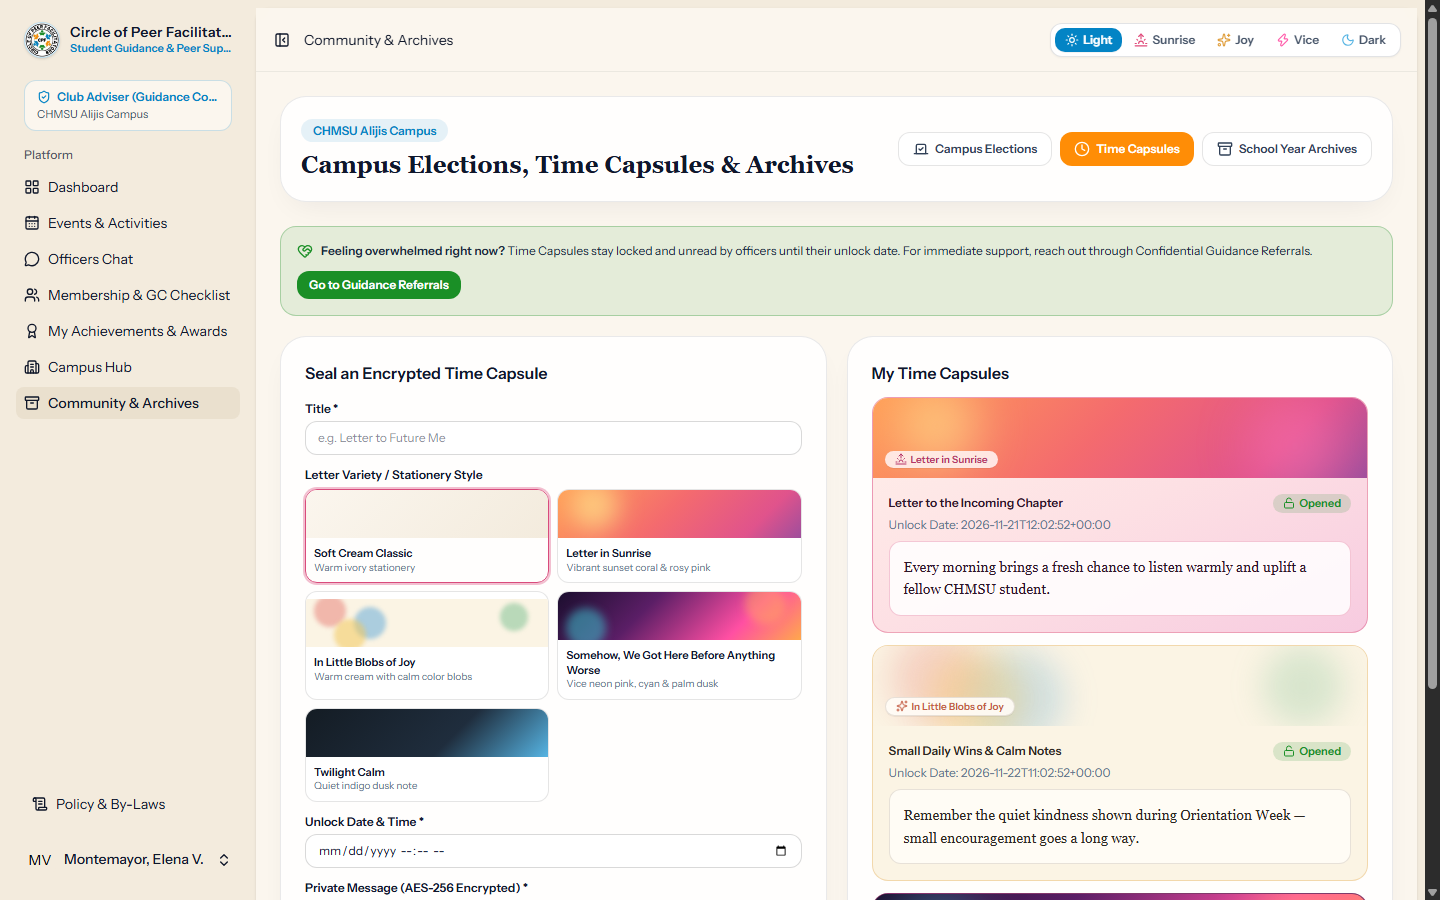 Circle of Peer Facilitat...
Student Guidance & Peer Sup...
Club Adviser (Guidance Co...
CHMSU Alijis Campus
Platform
Dashboard
Events & Activities
Officers Chat
Membership & GC Checklist
My Achievements & Awards
Campus Hub
Community & Archives
Policy & By-Laws
MV Montemayor, Elena V.
Community & Archives
Light
Sunrise
Joy
Vice
Dark
CHMSU Alijis Campus
Campus Elections, Time Capsules & Archives
Campus Elections
Time Capsules
School Year Archives
Feeling overwhelmed right now? Time Capsules stay locked and unread by officers until their unlock date. For immediate support, reach out through Confidential Guidance Referrals.
Go to Guidance Referrals
Seal an Encrypted Time Capsule
Title *
e.g. Letter to Future Me
Letter Variety / Stationery Style
Soft Cream Classic
Warm ivory stationery
Letter in Sunrise
Vibrant sunset coral & rosy pink
In Little Blobs of Joy
Warm cream with calm color blobs
Somehow, We Got Here Before Anything
Worse
Vice neon pink, cyan & palm dusk
Twilight Calm
Quiet indigo dusk note
Unlock Date & Time *
mm/dd/yyyy --:-- --
Private Message (AES-256 Encrypted) *
My Time Capsules
Letter in Sunrise
Letter to the Incoming Chapter
Opened
Unlock Date: 2026-11-21T12:02:52+00:00
Every morning brings a fresh chance to listen warmly and uplift a
fellow CHMSU student.
In Little Blobs of Joy
Small Daily Wins & Calm Notes
Opened
Unlock Date: 2026-11-22T11:02:52+00:00
Remember the quiet kindness shown during Orientation Week —
small encouragement goes a long way.